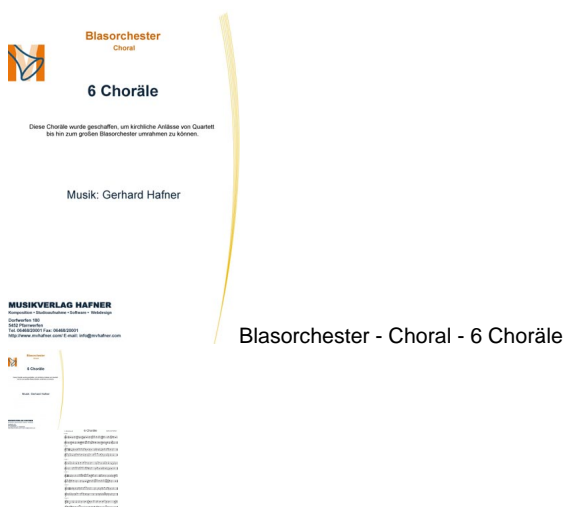 Blasorchester
Choral
6 Choräle
Diese Choräle wurde geschaffen, um kirchliche Anlässe von Quartett
bis hin zum großen Blasorchester umrahmen zu können.
Musik: Gerhard Hafner
MUSIKVERLAG HAFNER
Komposition • Studioaufnahme • Software • Webdesign
Dorfwerfen 180
5452 Pfarrwerfen
Tel. 06468/20001 Fax: 06468/20001
http://www.mvhafner.com/ E-mail: info@mvhafner.com
Blasorchester - Choral - 6 Choräle
Blasorchester
6 Choräle
Musik: Gerhard Hafner
MUSIKVERLAG HAFNER
6 Choräle